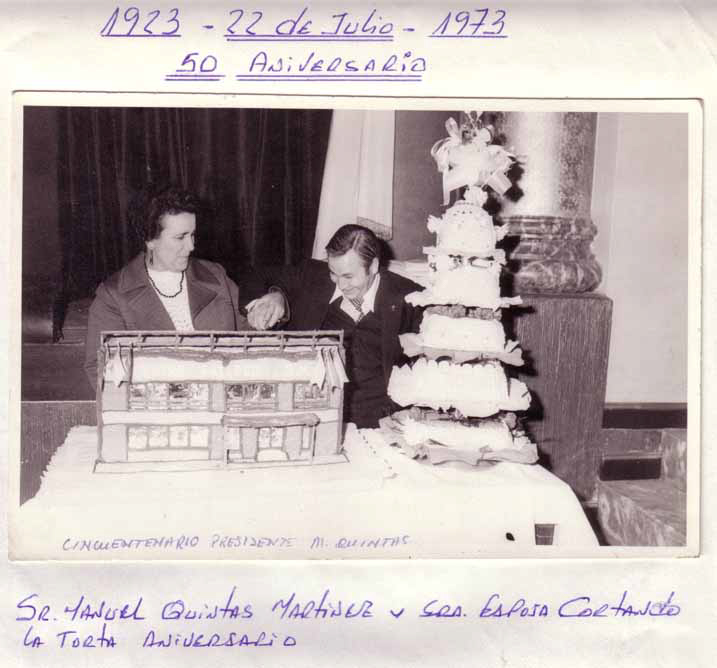 1923 - 22 de Julio - 1973
50 ANIVERSARIO
CINCUENTENARIO PRESIDENTE M. QUINTAS
SR. MANUEL QUINTAS MARTINEZ y SRA. ESPOSA CORTANDO
LA TORTA ANIVERSARIO